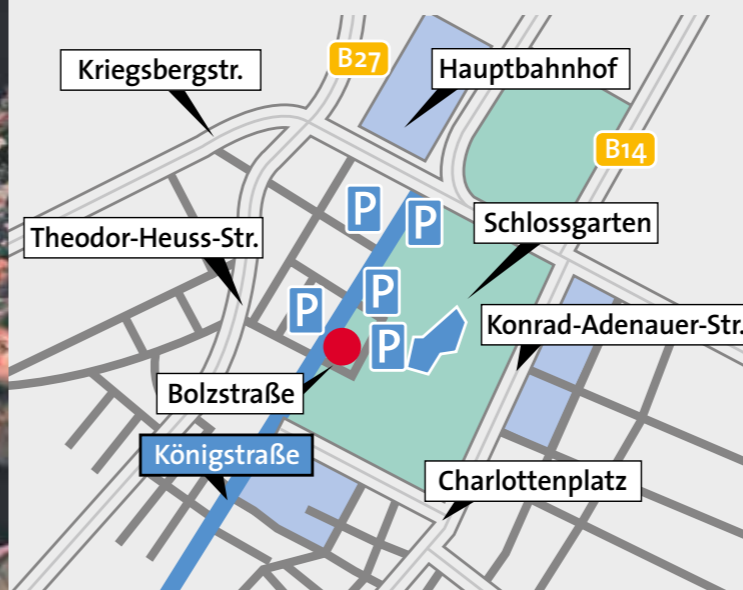 B27
Kriegsbergstr.
Hauptbahnhof
B14
P
P
Schlossgarten
Theodor-Heuss-Str.
P
P
Konrad-Adenauer-Str.
P
Bolzstraße
Königstraße
Charlottenplatz